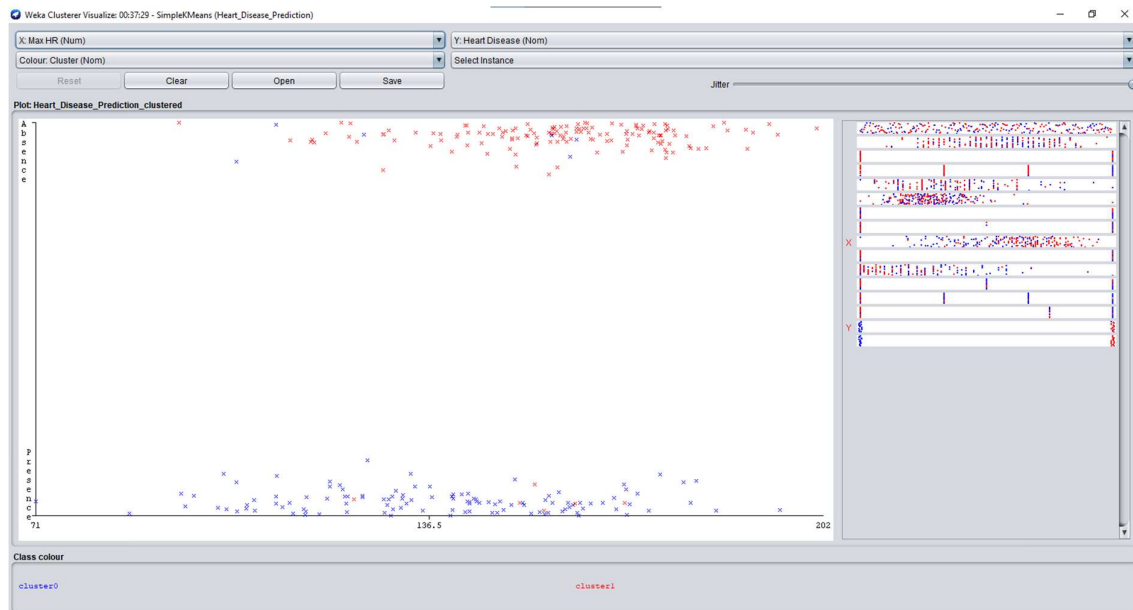 Weka Clusterer Visualize: 00:37:29 - SimpleKMeans (Heart_Disease_Prediction)
X: Max HR (Num)
Y: Heart Disease (Nom)
Colour: Cluster (Nom)
Select Instance
Reset
Clear
Open
Save
Jitter
Plot: Heart_Disease_Prediction_clustered
Absence
Presence
71
136.5
202
X
Y
Class colour
cluster0
cluster1